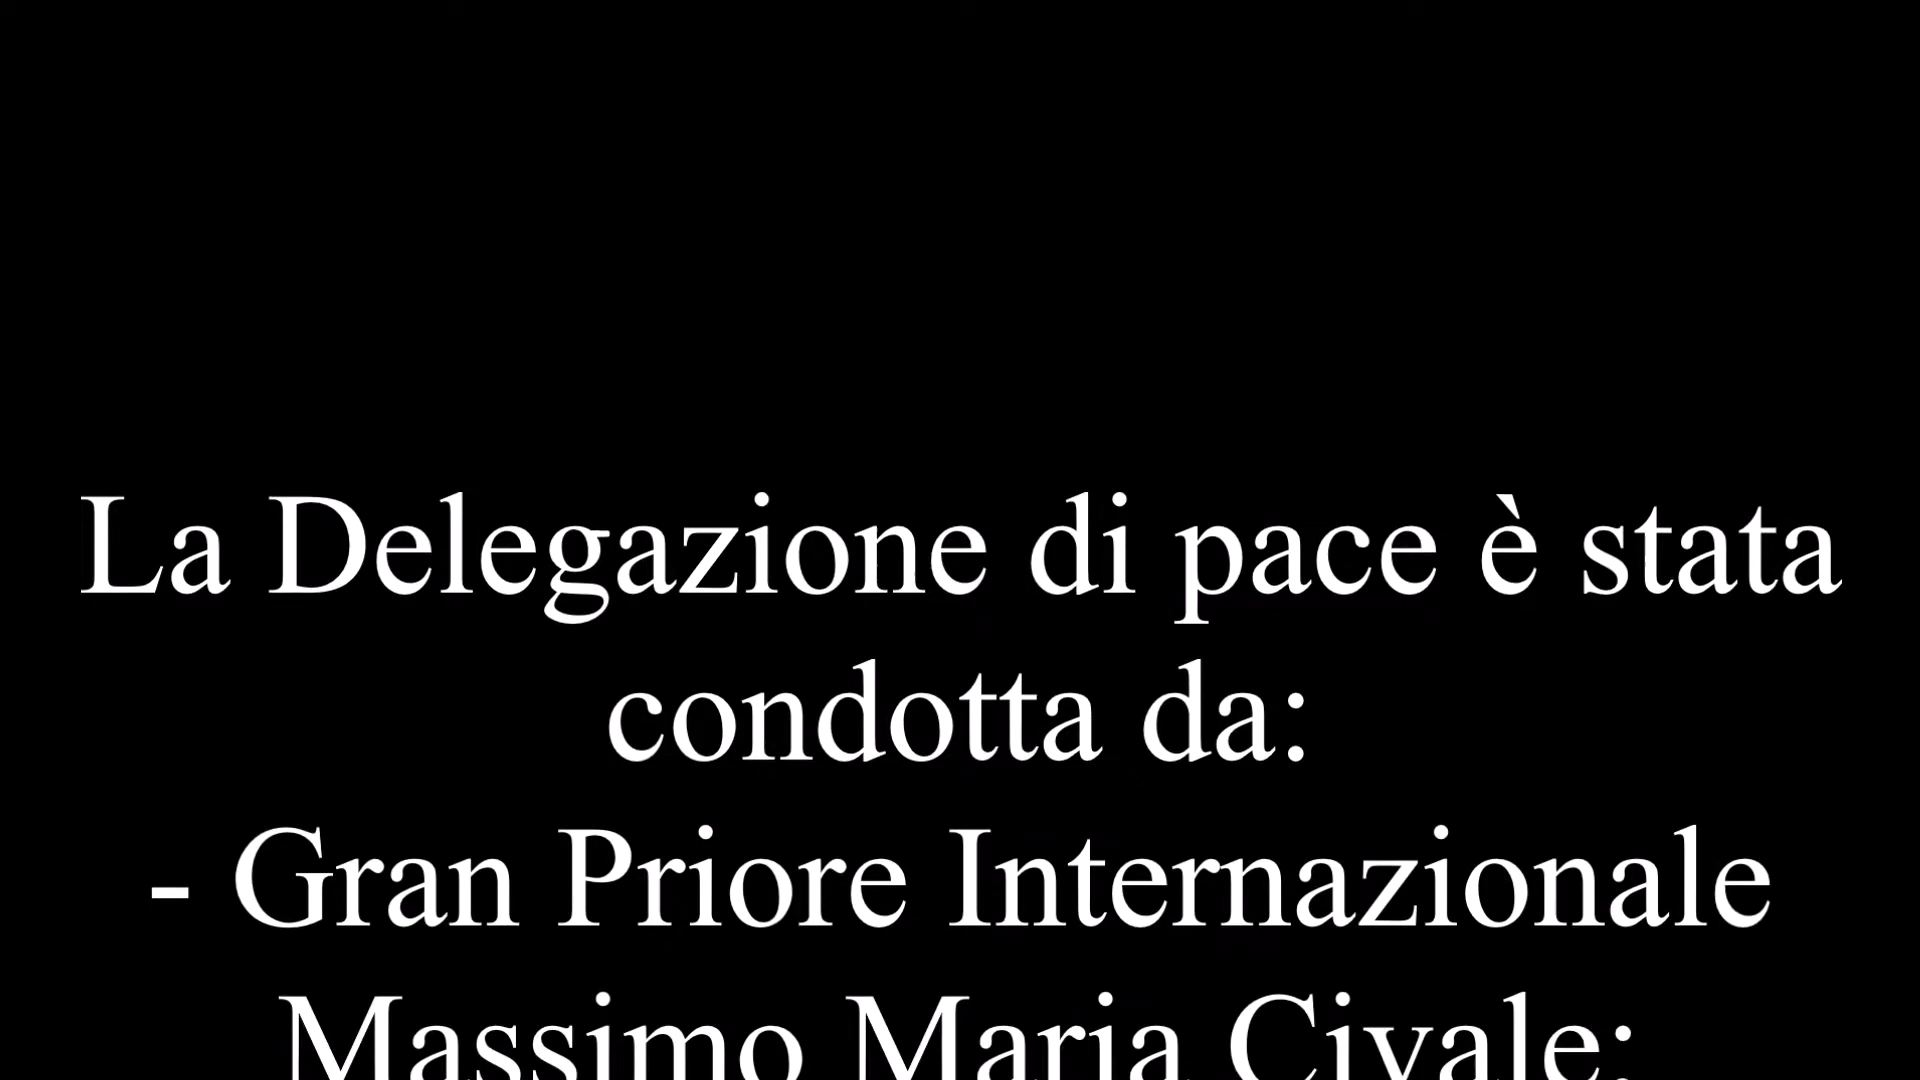 La Delegazione di pace è stata
condotta da:
- Gran Priore Internazionale
Massimo Maria Civale;